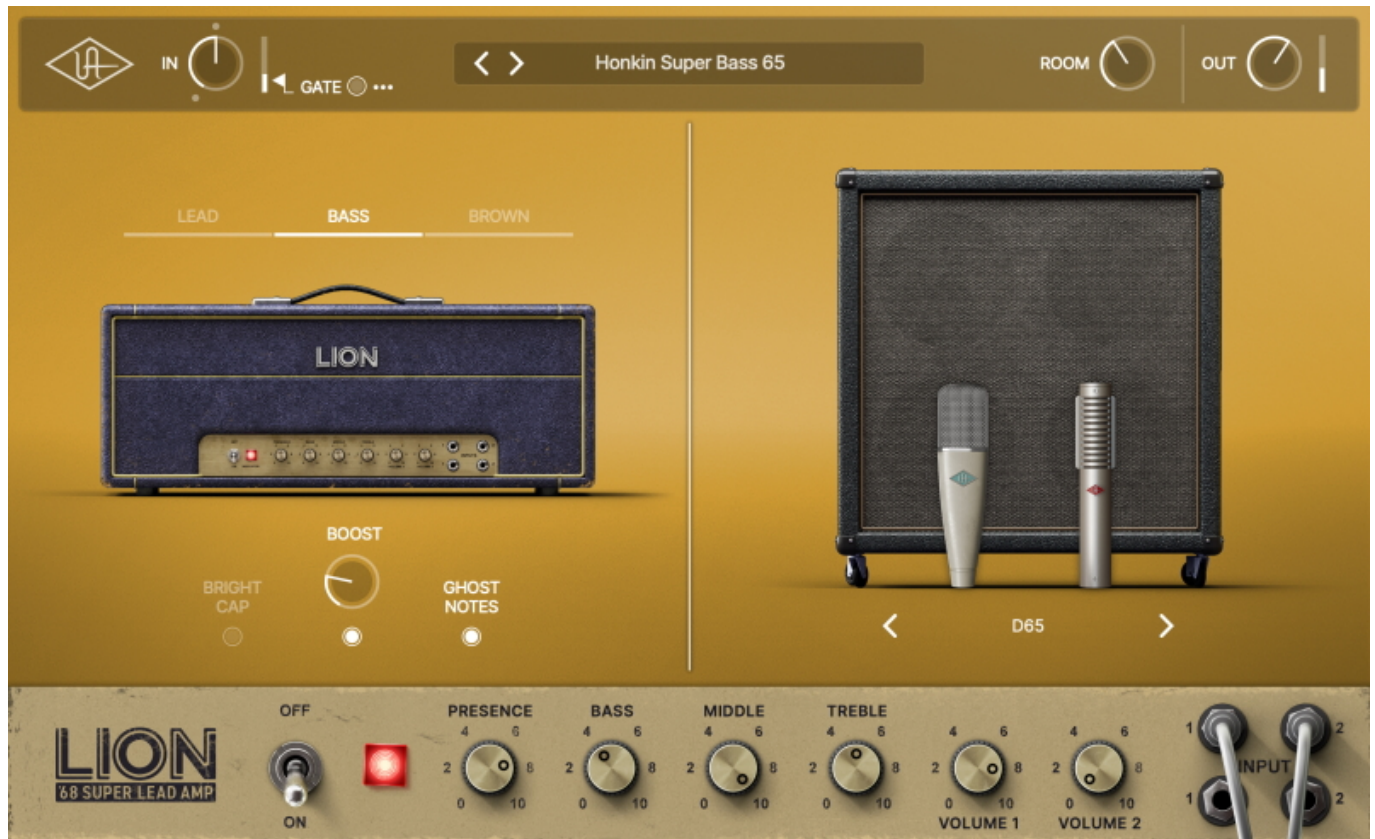 IN
GATE
Honkin Super Bass 65
ROOM
OUT
LEAD BASS BROWN
LION
BOOST
BRIGHT
CAP
GHOST
NOTES
D65
OFF
ON
LION
'68 SUPER LEAD AMP
PRESENCE
0 2 4 6 8 10
BASS
0 2 4 6 8 10
MIDDLE
0 2 4 6 8 10
TREBLE
0 2 4 6 8 10
0 2 4 6 8 10
VOLUME 1
0 2 4 6 8 10
VOLUME 2
1 2
INPUT
1 2